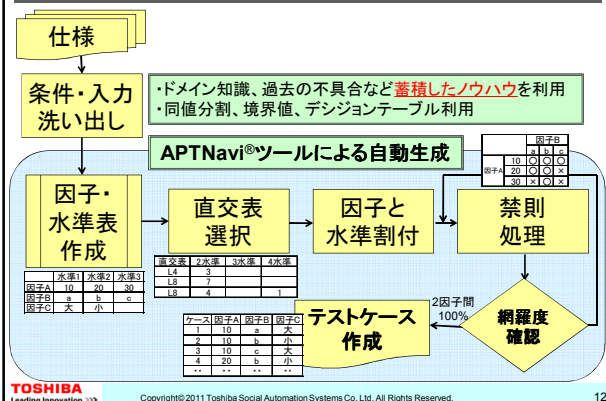 仕様
条件・入力
洗い出し
・ドメイン知識、過去の不具合など蓄積したノウハウを利用
・同値分割、境界値、デシジョンテーブル利用
APTNavi®ツールによる自動生成
因子B
a b c
因子A 10 〇 〇 〇
20 〇 〇 ×
30 × 〇 ×
因子・
水準表
作成
直交表
選択
因子と
水準割付
禁則
処理
水準1 水準2 水準3
因子A 10 20 30
因子B a b c
因子C 大 小
直交表 2水準 3水準 4水準
L4 3
L8 7
L8 4 1
ケース 因子A 因子B 因子C
1 10 a 大
2 10 b 小
3 10 c 大
4 20 b 小
‥ ‥ ‥ ‥
テストケース
作成
2因子間
100%
網羅度
確認
TOSHIBA
Leading Innovation >>>
Copyright© 2011 Toshiba Social Automation Systems Co, Ltd. All Rights Reserved.
12